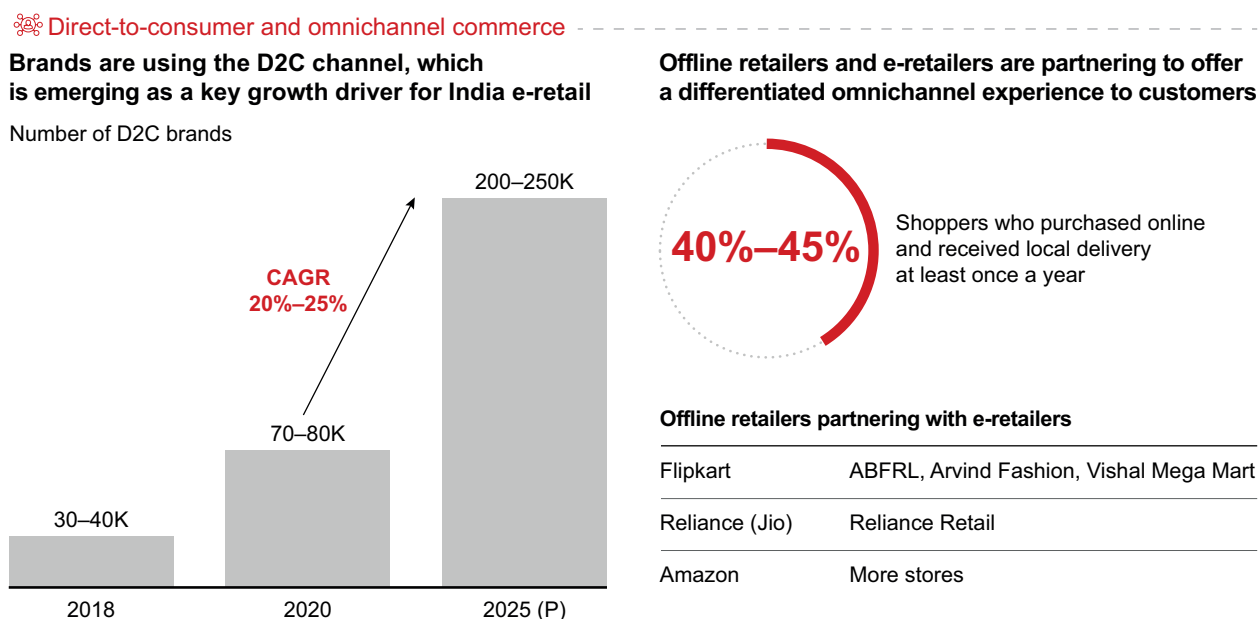 Direct-to-consumer and omnichannel commerce
Brands are using the D2C channel, which
is emerging as a key growth driver for India e-retail
Number of D2C brands
200–250K
CAGR
20%–25%
70–80K
30–40K
2018
2020
2025 (P)
Offline retailers and e-retailers are partnering to offer
a differentiated omnichannel experience to customers
40%–45%
Shoppers who purchased online
and received local delivery
at least once a year
Offline retailers partnering with e-retailers
Flipkart ABFRL, Arvind Fashion, Vishal Mega Mart
Reliance (Jio) Reliance Retail
Amazon More stores